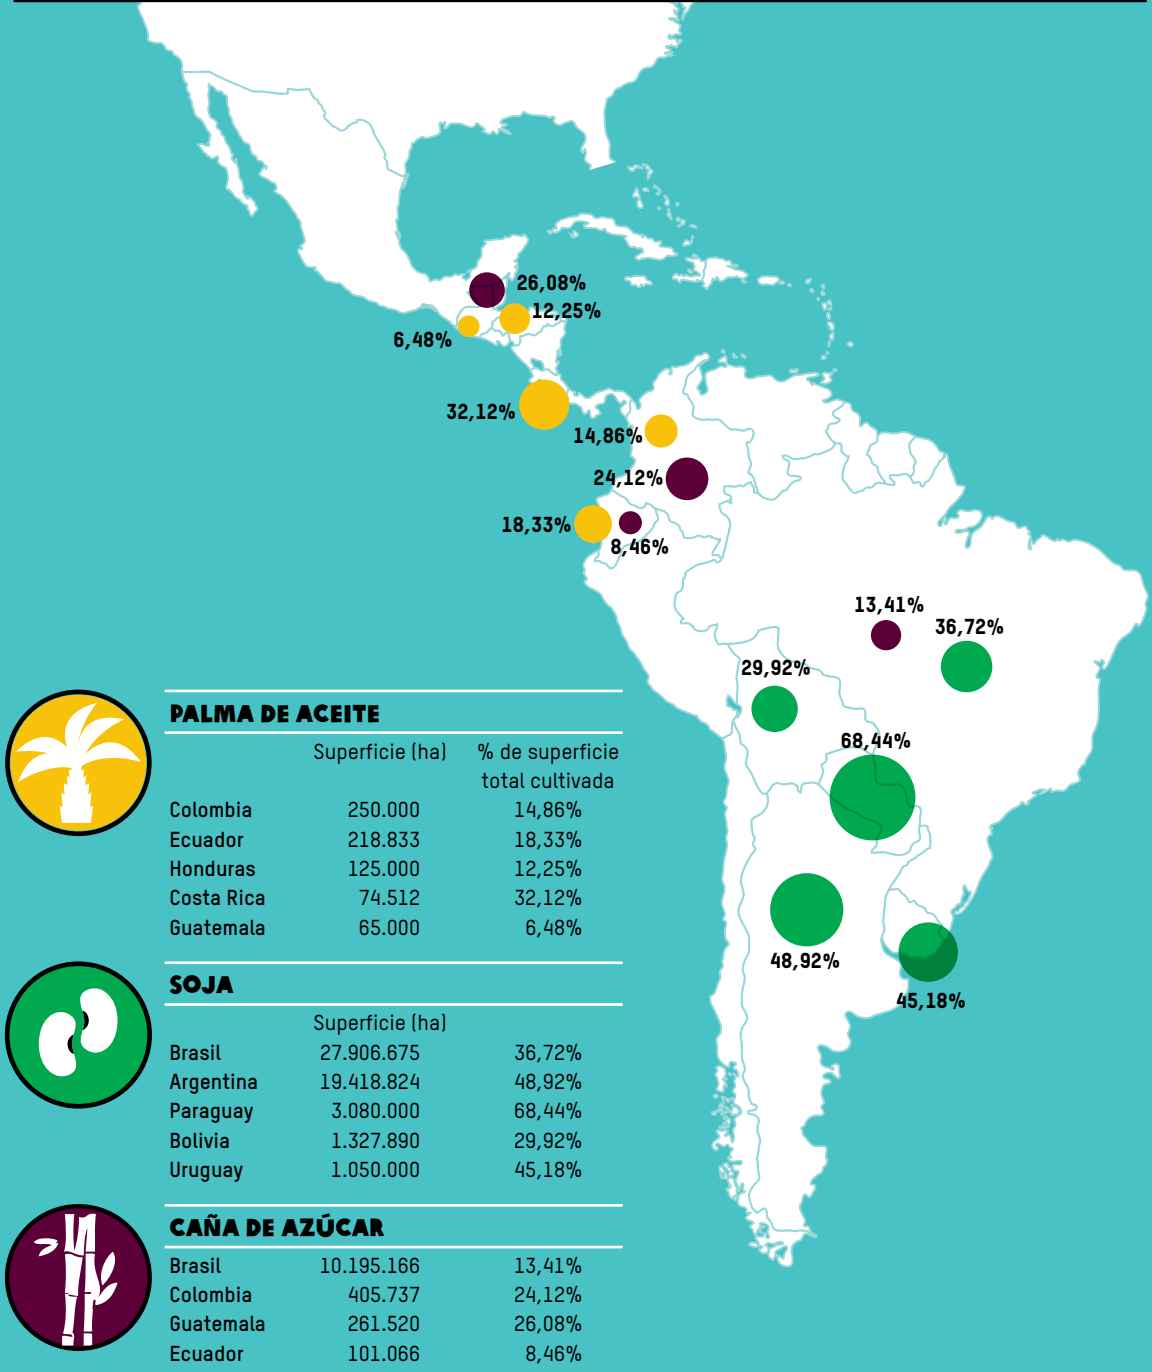 26,08%
12,25%
6,48%
32,12%
14,86%
24,12%
18,33%
8,46%
13,41%
36,72%
29,92%
68,44%
48,92%
45,18%
PALMA DE ACEITE
Superficie (ha) % de superficie
total cultivada
Colombia 250.000 14,86%
Ecuador 218.833 18,33%
Honduras 125.000 12,25%
Costa Rica 74.512 32,12%
Guatemala 65.000 6,48%
SOJA
Superficie (ha)
Brasil 27.906.675 36,72%
Argentina 19.418.824 48,92%
Paraguay 3.080.000 68,44%
Bolivia 1.327.890 29,92%
Uruguay 1.050.000 45,18%
CAÑA DE AZÚCAR
Brasil 10.195.166 13,41%
Colombia 405.737 24,12%
Guatemala 261.520 26,08%
Ecuador 101.066 8,46%